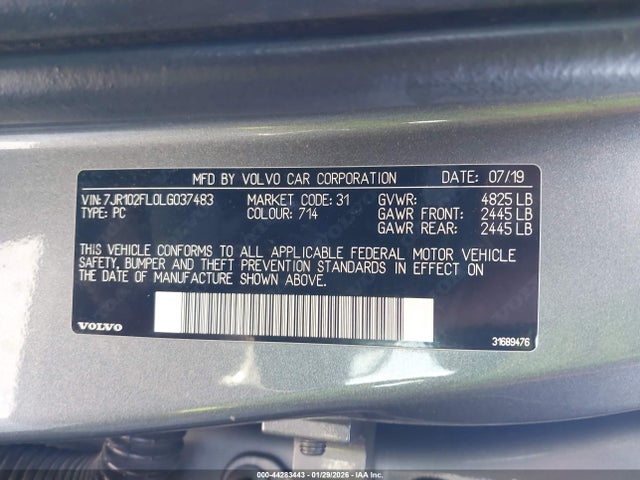 MFD BY VOLVO CAR CORPORATION DATE: 07/19
VIN: 7JR102FL0LG037483 MARKET CODE: 31 GVWR: 4825 LB
TYPE: PC COLOUR: 714 GAWR FRONT: 2445 LB
GAWR REAR: 2445 LB
THIS VEHICLE CONFORMS TO ALL APPLICABLE FEDERAL MOTOR VEHICLE
SAFETY, BUMPER AND THEFT PREVENTION STANDARDS IN EFFECT ON
THE DATE OF MANUFACTURE SHOWN ABOVE.
VOLVO 31689476
000-44283443 - 01/29/2026 - IAA Inc.